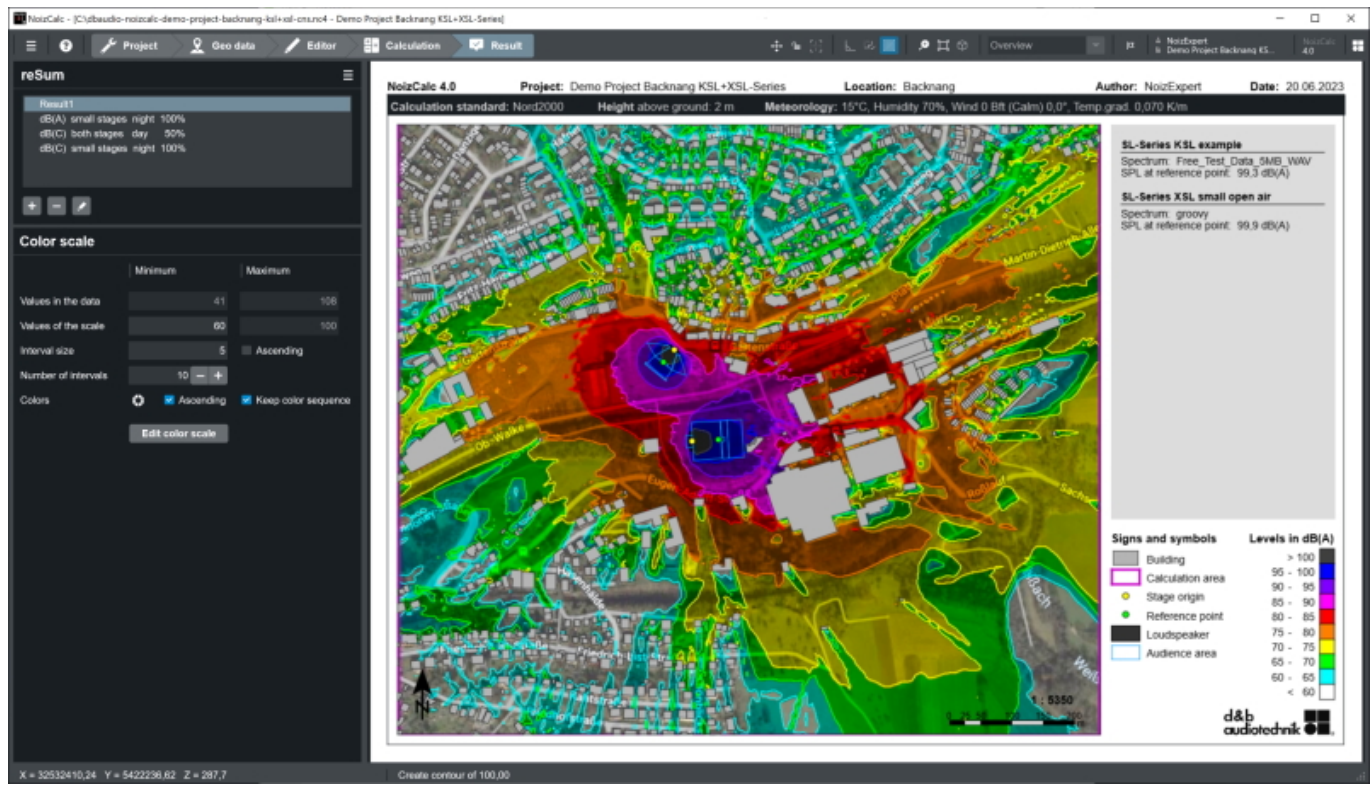 NoizCalc - [C:\dbaudio-noizcalc-demo-project-backnang-ksl+xsl-cns.nc4 - Demo Project Backnang KSL+XSL-Series]
Project
Geo data
Editor
Calculation
Result
Overview
NoizExpert
Demo Project Backnang KS...
NoizCalc
4.0
reSum
Result1
dB(A) small stages night 100%
dB(C) both stages day 50%
dB(C) small stages night 100%
Color scale
Minimum Maximum
Values in the data 41 106
Values of the scale 60 100
Interval size 5 Ascending
Number of intervals 10
Colors Ascending Keep color sequence
Edit color scale
NoizCalc 4.0 Project: Demo Project Backnang KSL+XSL-Series Location: Backnang Author: NoizExpert Date: 20.06.2023
Calculation standard: Nord2000 Height above ground: 2 m Meteorology: 15°C, Humidity 70%, Wind 0 Bft (Calm) 0,0°, Temp.grad. 0,070 K/m
SL-Series KSL example
Spectrum: Free_Test_Data_5MB_WAV
SPL at reference point: 99,3 dB(A)
SL-Series XSL small open air
Spectrum: groovy
SPL at reference point: 99,9 dB(A)
Martin-Dietrich-Alle
1 : 5350
Signs and symbols
Building
Calculation area
Stage origin
Reference point
Loudspeaker
Audience area
Levels in dB(A)
> 100
95 - 100
90 - 95
85 - 90
80 - 85
75 - 80
70 - 75
65 - 70
60 - 65
< 60
d&b
audiotechnik
X = 32532410,24 Y = 5422236,62 Z = 287,7
Create contour of 100,00